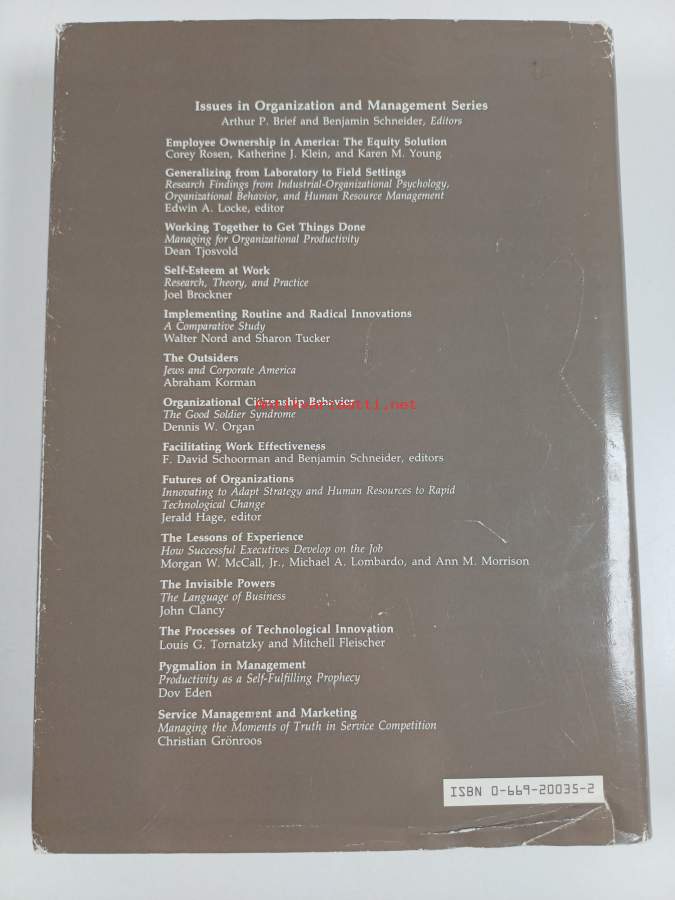 Issues in Organization and Management Series
Arthur P. Brief and Benjamin Schneider, Editors
Employee Ownership in America: The Equity Solution
Corey Rosen, Katherine J. Klein, and Karen M. Young
Generalizing from Laboratory to Field Settings
Research Findings from Industrial-Organizational Psychology,
Organizational Behavior, and Human Resource Management
Edwin A. Locke, editor
Working Together to Get Things Done
Managing for Organizational Productivity
Dean Tjosvold
Self-Esteem at Work
Research, Theory, and Practice
Joel Brockner
Implementing Routine and Radical Innovations
A Comparative Study
Walter Nord and Sharon Tucker
The Outsiders
Jews and Corporate America
Abraham Korman
Organizational Citizenship Behavior
Antikvariaatti.net
The Good Soldier Syndrome
Dennis W. Organ
Facilitating Work Effectiveness
F. David Schoorman and Benjamin Schneider, editors
Futures of Organizations
Innovating to Adapt Strategy and Human Resources to Rapid
Technological Change
Jerald Hage, editor
The Lessons of Experience
How Successful Executives Develop on the Job
Morgan W. McCall, Jr., Michael A. Lombardo, and Ann M. Morrison
The Invisible Powers
The Language of Business
John Clancy
The Processes of Technological Innovation
Louis G. Tornatzky and Mitchell Fleischer
Pygmalion in Management
Productivity as a Self-Fulfilling Prophecy
Dov Eden
Service Management and Marketing
Managing the Moments of Truth in Service Competition
Christian Grönroos
ISBN 0-669-20035-2